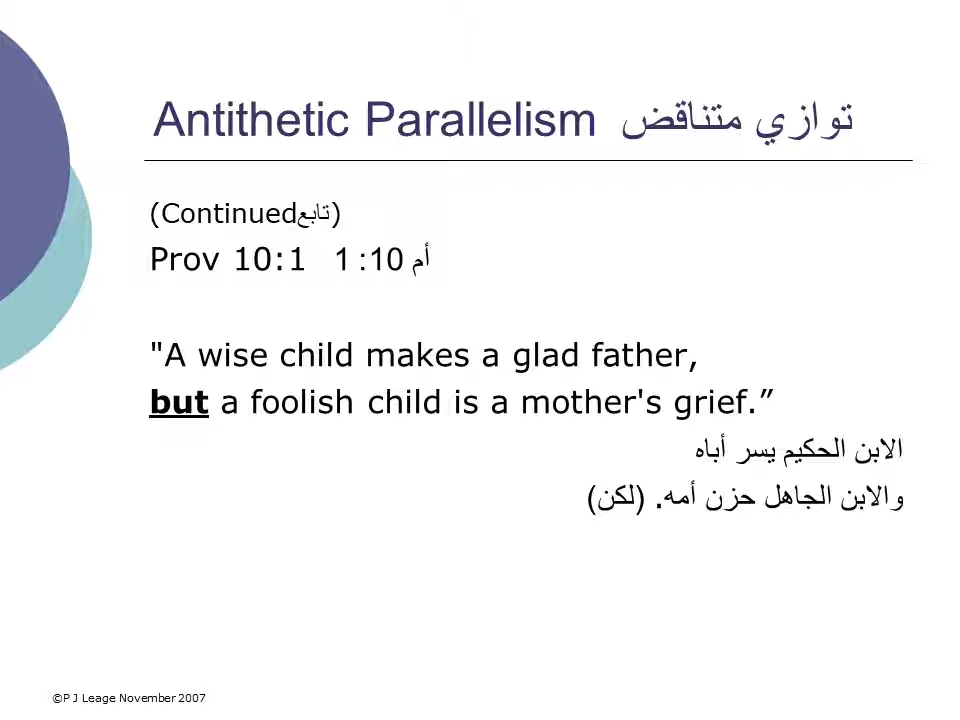 Antithetic Parallelism توازي متناقض
(Continuedتابع)
Prov 10:1 أم 10: 1
"A wise child makes a glad father,
but a foolish child is a mother's grief.”
الابن الحكيم يسر أباه
والابن الجاهل حزن أمه. (لكن)
©P J Leage November 2007